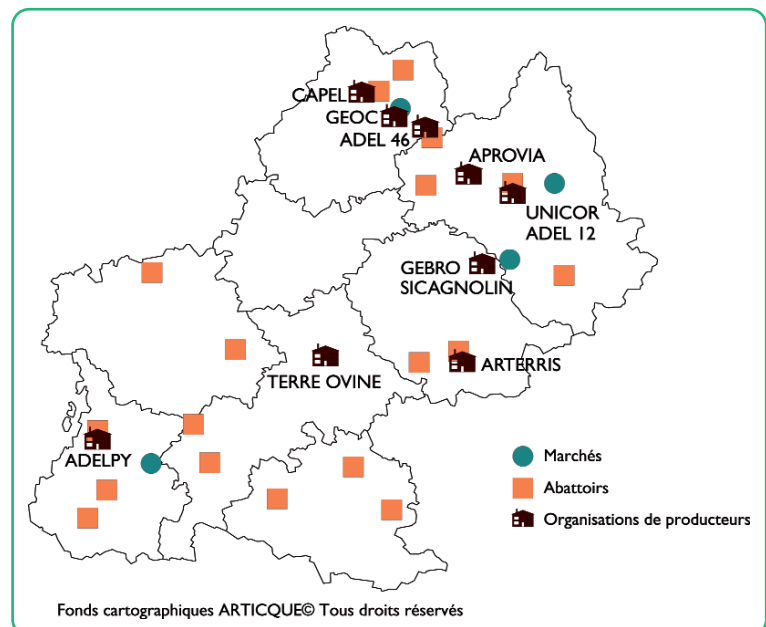 CAPEL
GEOC
ADEL 46
APROVIA
UNICOR
ADEL 12
GEBRO
SICAGNOLIN
ARTERRIS
TERRE OVINE
ADELPY
Marchés
Abattoirs
Organisations de producteurs
Fonds cartographiques ARTICQUE© Tous droits réservés